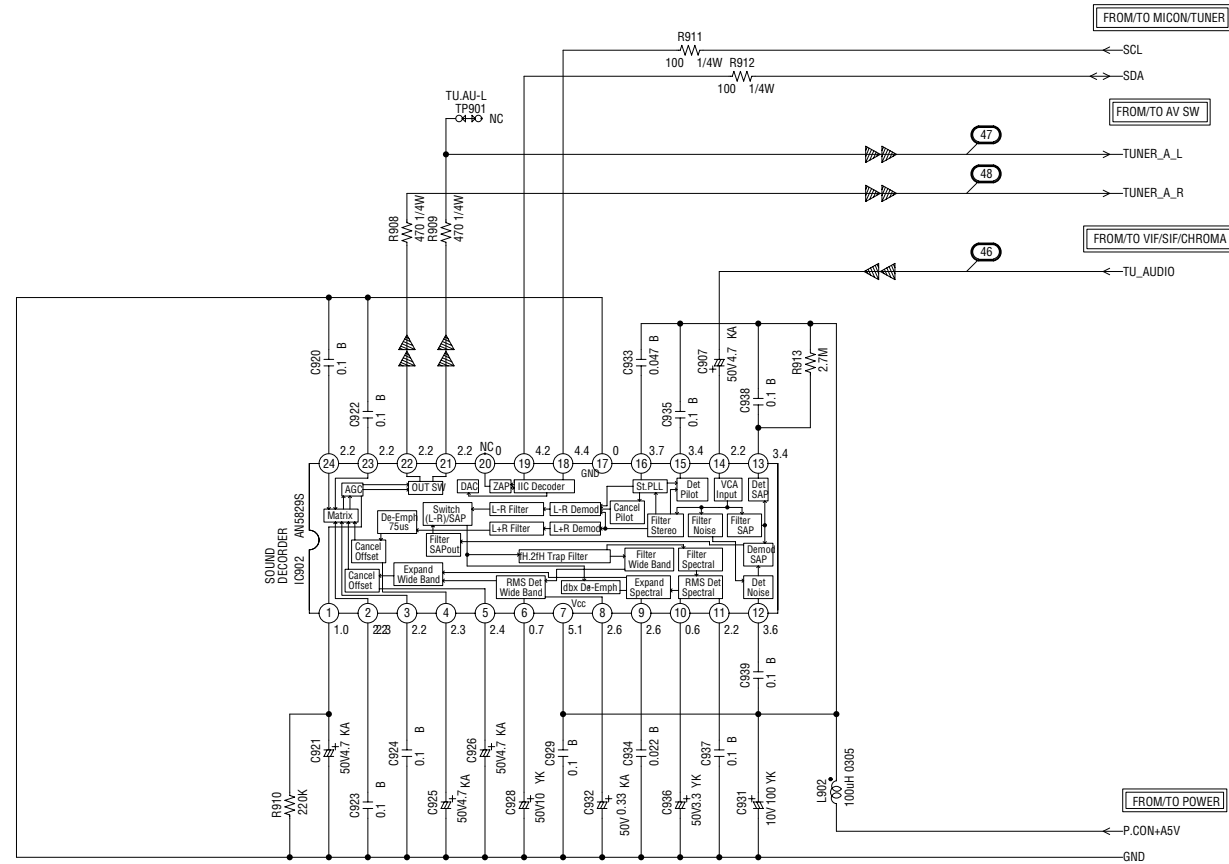 FROM/TO MICON/TUNER
R911
100 1/4W
SCL
R912
100 1/4W
SDA
TU.AU-L
TP901
NC
FROM/TO AV SW
47
TUNER_A_L
48
TUNER_A_R
R908
470 1/4W
R909
470 1/4W
FROM/TO VIF/SIF/CHROMA
46
TU_AUDIO
C920
0.1 B
C922
0.1 B
C933
0.047 B
C935
0.1 B
C907
50V4.7 KA
+
C938
0.1 B
R913
2.7M
2.2 2.2 2.2 2.2 NC 0 4.2 4.4 0 3.7 3.4 2.2 3.4
24 23 22 21 20 19 18 17 16 15 14 13
GND
AGC
OUT SW
DAC
ZAP
IIC Decoder
St.PLL
Det Pilot
VCA Input
Det SAP
Matrix
De-Emph 75us
Switch (L-R)/SAP
L-R Filter
L-R Demod
Cancel Pilot
L+R Filter
L+R Demod
Filter Stereo
Filter Noise
Filter SAP
Cancel Offset
Filter SAPout
fH.2fH Trap Filter
Filter Wide Band
Filter Spectral
Demod SAP
Cancel Offset
Expand Wide Band
RMS Det Wide Band
dbx De-Emph
Expand Spectral
RMS Det Spectral
Det Noise
Vcc
SOUND DECORDER
IC902 AN5829S
1 2 3 4 5 6 7 8 9 10 11 12
1.0 2.3 2.2 2.2 2.3 2.4 0.7 5.1 2.6 2.6 0.6 2.2 3.6
C939
0.1 B
R910
220K
C921
50V4.7 KA
+
C923
0.1 B
C924
0.1 B
C925
50V4.7 KA
+
C926
50V4.7 KA
+
C928
50V10 YK
+
C929
0.1 B
C932
50V 0.33 KA
+
C934
0.022 B
C936
50V3.3 YK
+
C937
0.1 B
C931
10V 100 YK
+
L902
100uH 0305
FROM/TO POWER
P.CON+A5V
GND